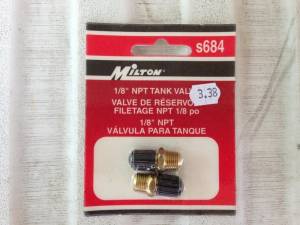 s684
MILTON
1/8" NPT TANK VALV
3.38
VALVE DE RÉSERVOI
FILETAGE NPT 1/8 po
1/8" NPT
VÁLVULA PARA TANQUE